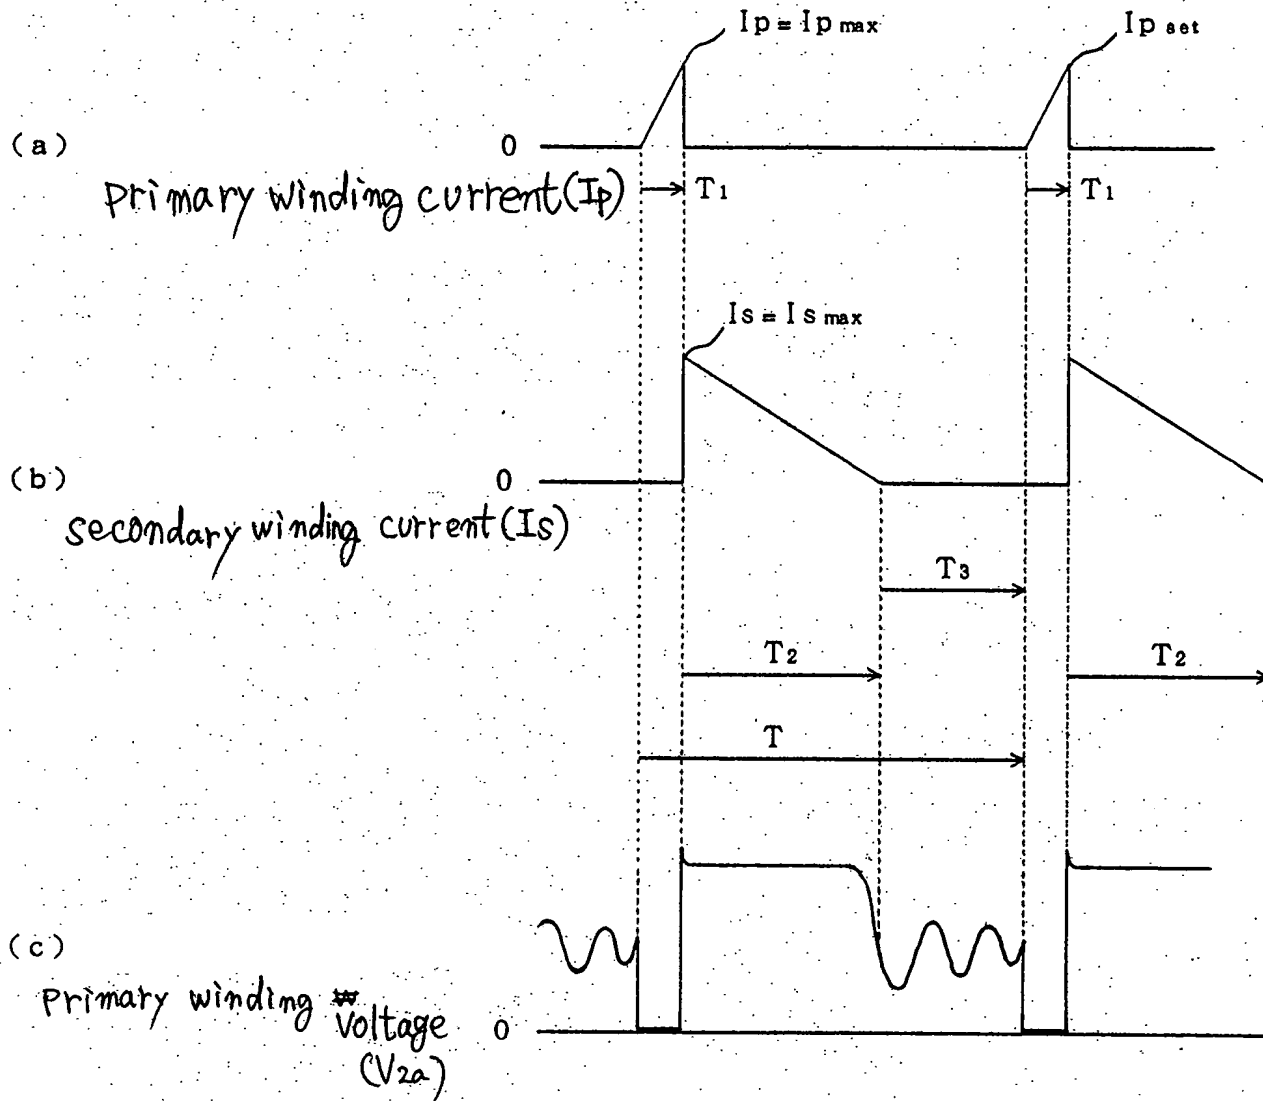 Ip = Ip max
Ip set
(a)
0
primary winding current(Ip)
T1
T1
Is = Is max
(b)
0
secondary winding current(Is)
T3
T2
T2
T
(c)
primary winding
voltage
0
(V2a)